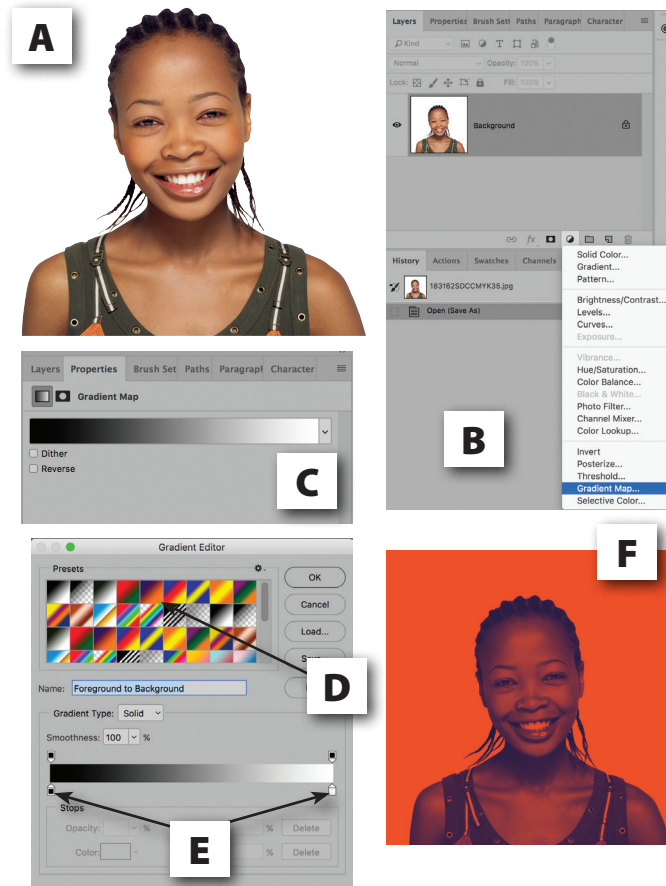 A
Layers Properties Brush Sett Paths Paragraph Character
Kind
Normal Opacity: 100%
Lock: Fill: 100%
Background
fx
History Actions Swatches Channels
183162SDCCMYK35.jpg
Open (Save As)
Solid Color...
Gradient...
Pattern...
Brightness/Contrast...
Levels...
Curves...
Exposure...
Vibrance...
Hue/Saturation...
Color Balance...
Black & White...
Photo Filter...
Channel Mixer...
Color Lookup...
Invert
Posterize...
Threshold...
Gradient Map...
Selective Color...
B
Layers Properties Brush Set Paths Paragraph Character
Gradient Map
Dither
Reverse
C
Gradient Editor
Presets
OK
Cancel
Load...
D
Name: Foreground to Background
Gradient Type: Solid
Smoothness: 100 %
Stops
Opacity: % % Delete
Color: % Delete
E
F